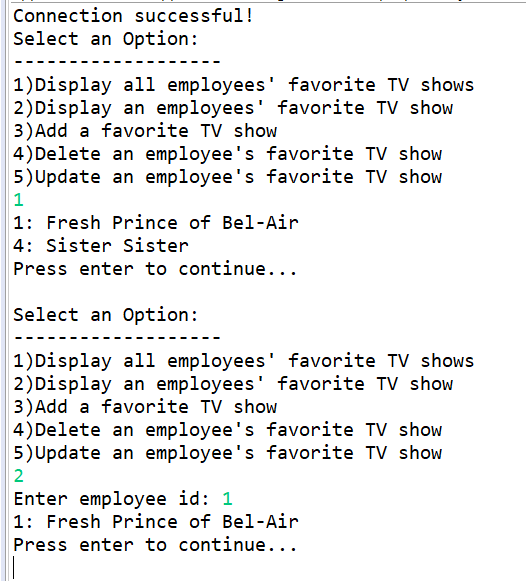 Connection successful!
Select an Option:
-------------------
1)Display all employees' favorite TV shows
2)Display an employees' favorite TV show
3)Add a favorite TV show
4)Delete an employee's favorite TV show
5)Update an employee's favorite TV show
1
1: Fresh Prince of Bel-Air
4: Sister Sister
Press enter to continue...
Select an Option:
-------------------
1)Display all employees' favorite TV shows
2)Display an employees' favorite TV show
3)Add a favorite TV show
4)Delete an employee's favorite TV show
5)Update an employee's favorite TV show
2
Enter employee id: 1
1: Fresh Prince of Bel-Air
Press enter to continue...